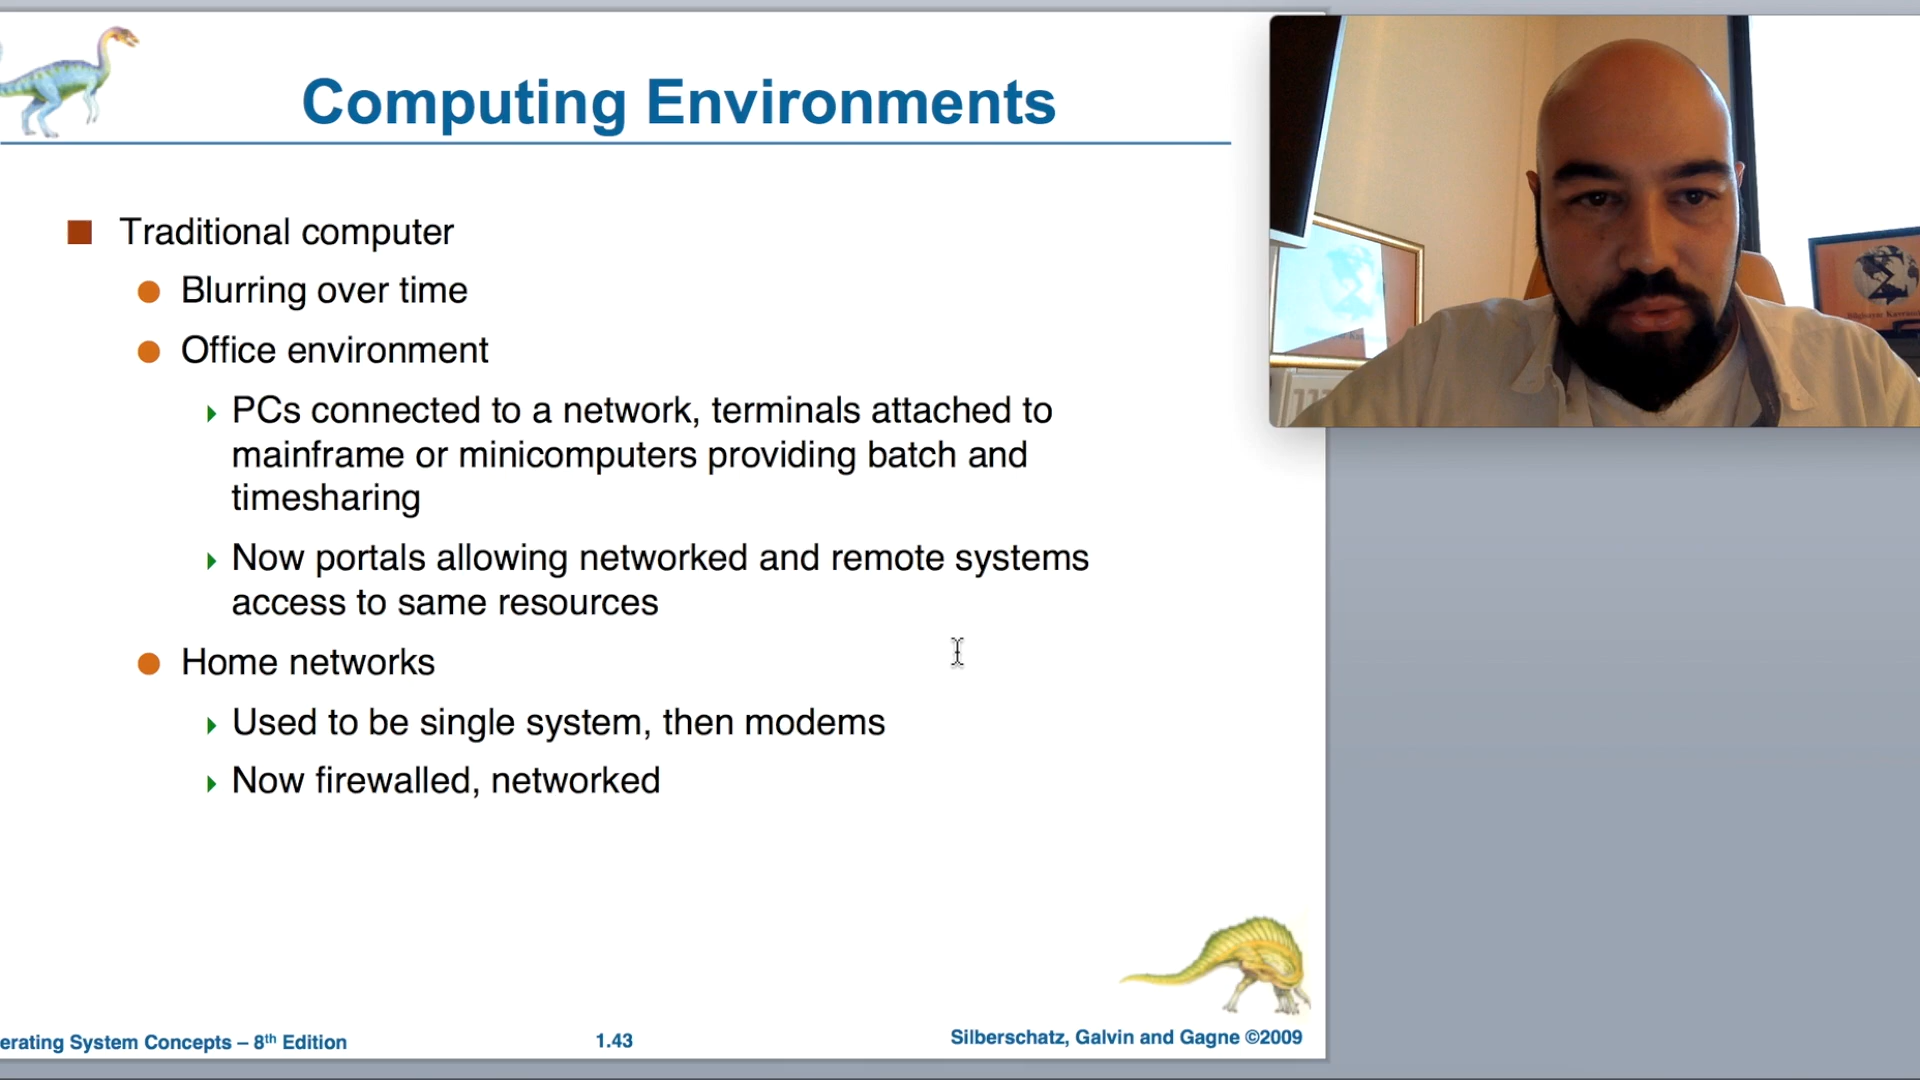 Computing Environments
Traditional computer
Blurring over time
Office environment
PCs connected to a network, terminals attached to
mainframe or minicomputers providing batch and
timesharing
Now portals allowing networked and remote systems
access to same resources
Home networks
Used to be single system, then modems
Now firewalled, networked
erating System Concepts – 8th Edition
1.43
Silberschatz, Galvin and Gagne ©2009